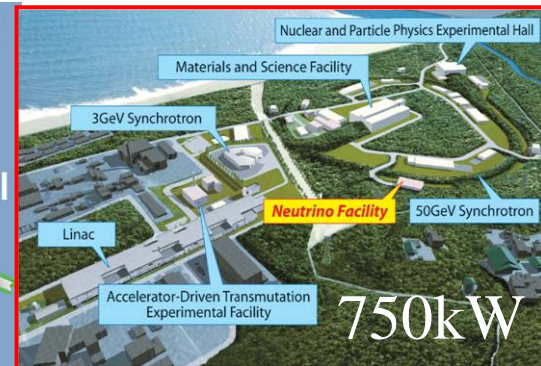 Nuclear and Particle Physics Experimental Hall
Materials and Science Facility
3GeV Synchrotron
Neutrino Facility
50GeV Synchrotron
Linac
Accelerator-Driven Transmutation
Experimental Facility
750kW